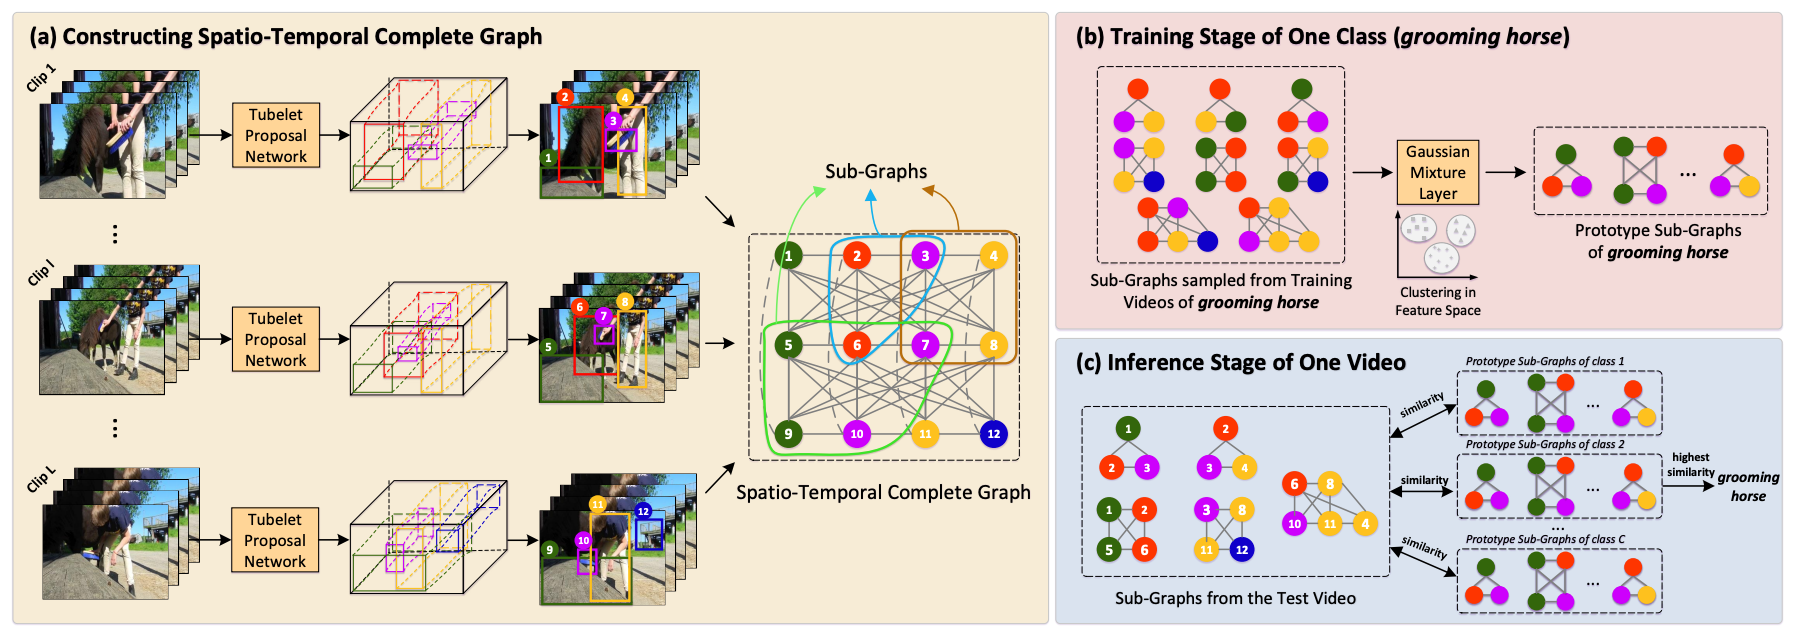 (a) Constructing Spatio-Temporal Complete Graph
Clip 1
Tubelet
Proposal
Network
1
2
3
4
Clip l
Tubelet
Proposal
Network
5
6
7
8
Clip L
Tubelet
Proposal
Network
9
10
11
12
Sub-Graphs
1 2 3 4
5 6 7 8
9 10 11 12
Spatio-Temporal Complete Graph
(b) Training Stage of One Class (grooming horse)
Sub-Graphs sampled from Training
Videos of grooming horse
Gaussian
Mixture
Layer
Clustering in
Feature Space
...
Prototype Sub-Graphs
of grooming horse
(c) Inference Stage of One Video
1
2 3
2
3 4
1 2
5 6
3 8
11 12
6 8
10 11 4
Sub-Graphs from the Test Video
similarity
similarity
similarity
Prototype Sub-Graphs of class 1
...
Prototype Sub-Graphs of class 2
...
...
Prototype Sub-Graphs of class C
...
highest
similarity
grooming
horse